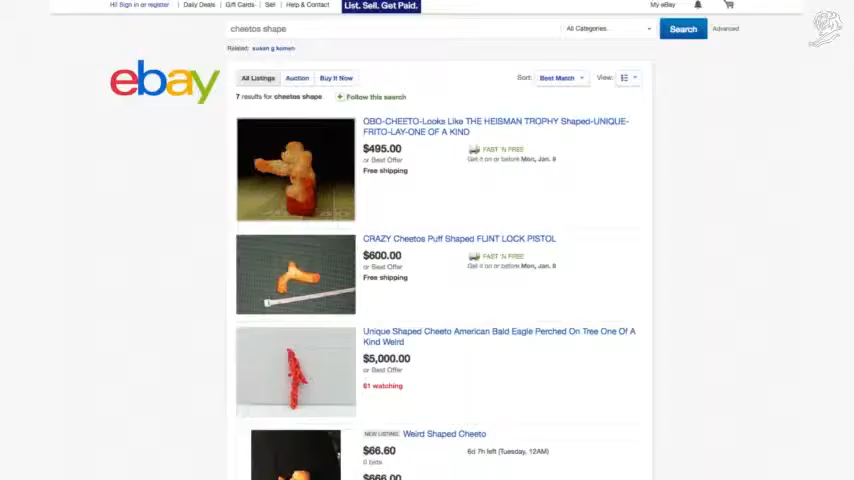 Hi! Sign in or register Daily Deals Gift Cards Sell Help & Contact List. Sell. Get Paid. My eBay
cheetos shape All Categories Search Advanced
Related: susan g komen
ebay
All Listings Auction Buy It Now Sort: Best Match View:
7 results for cheetos shape + Follow this search
OBO-CHEETO-Looks Like THE HEISMAN TROPHY Shaped-UNIQUE-
FRITO-LAY-ONE OF A KIND
$495.00 FAST 'N FREE
or Best Offer Get it on or before Mon, Jan. 9
Free shipping
CRAZY Cheetos Puff Shaped FLINT LOCK PISTOL
$600.00 FAST 'N FREE
or Best Offer Get it on or before Mon, Jan. 9
Free shipping
Unique Shaped Cheeto American Bald Eagle Perched On Tree One Of A
Kind Weird
$5,000.00
or Best Offer
61 watching
NEW LISTING Weird Shaped Cheeto
$66.60 6d 7h left (Tuesday, 12AM)
0 bids
$666.00